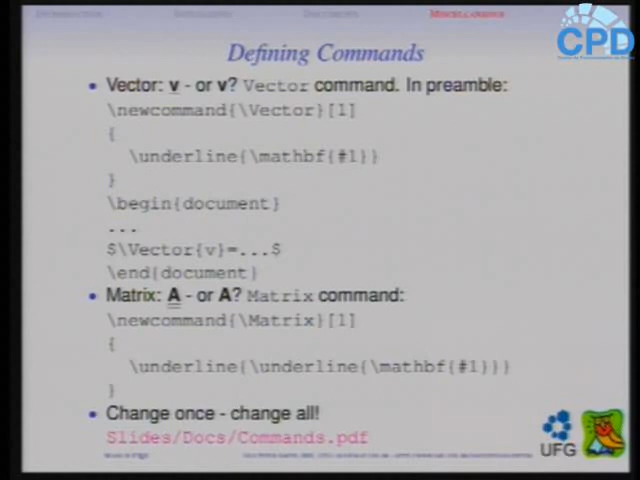 Miscellaneous
CPD
Defining Commands
• Vector: v - or v? Vector command. In preamble:
\newcommand{\Vector}[1]
{
\underline{\mathbf{#1}}
}
\begin{document}
...
$\Vector{v}=...$
\end{document}
• Matrix: A - or A? Matrix command:
\newcommand{\Matrix}[1]
{
\underline{\underline{\mathbf{#1}}}
}
• Change once - change all!
Slides/Docs/Commands.pdf
UFG